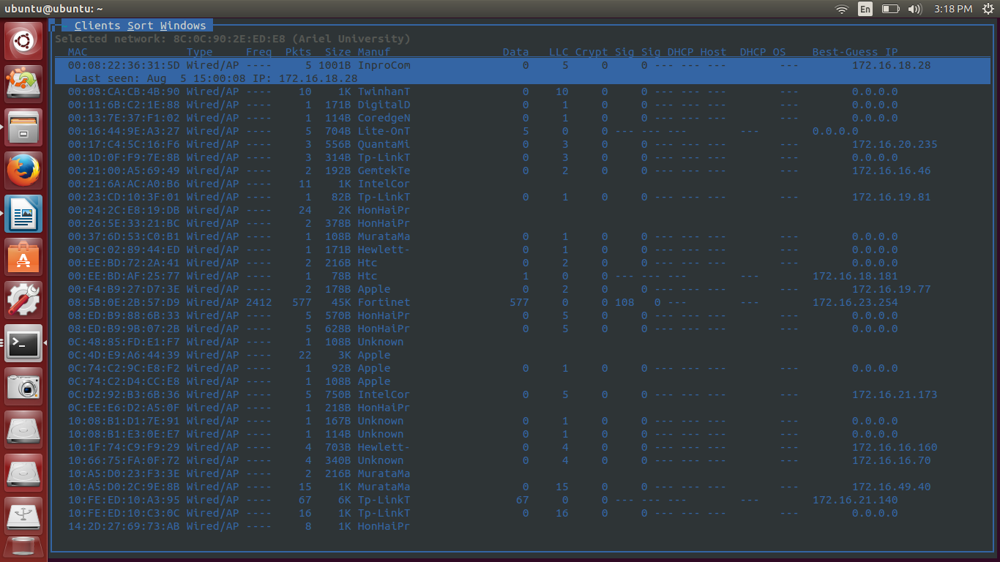 ubuntu@ubuntu: ~ En 3:18 PM
Clients Sort Windows
Selected network: 8C:0C:90:2E:ED:E8 (Ariel University)
MAC Type Freq Pkts Size Manuf Data LLC Crypt Sig Sig DHCP Host DHCP OS Best-Guess IP
00:08:22:36:31:5D Wired/AP ---- 5 1001B InproCom 0 5 0 0 --- --- --- --- 172.16.18.28
Last seen: Aug 5 15:00:08 IP: 172.16.18.28
00:08:CA:CB:4B:90 Wired/AP ---- 10 1K TwinhanT 0 10 0 0 --- --- --- --- 0.0.0.0
00:11:6B:C2:1E:88 Wired/AP ---- 1 171B DigitalD 0 1 0 0 --- --- --- --- 0.0.0.0
00:13:7E:37:F1:02 Wired/AP ---- 1 114B CoredgeN 0 1 0 0 --- --- --- --- 0.0.0.0
00:16:44:9E:A3:27 Wired/AP ---- 5 704B Lite-OnT 5 0 0 --- --- --- --- 0.0.0.0
00:17:C4:5C:16:F6 Wired/AP ---- 3 556B QuantaMi 0 3 0 0 --- --- --- --- 172.16.20.235
00:1D:0F:F9:7E:8B Wired/AP ---- 3 314B Tp-LinkT 0 3 0 0 --- --- --- --- 0.0.0.0
00:21:00:A5:69:49 Wired/AP ---- 2 192B GemtekTe 0 2 0 0 --- --- --- --- 172.16.16.46
00:21:6A:AC:A0:B6 Wired/AP ---- 11 1K IntelCor
00:23:CD:10:3F:01 Wired/AP ---- 1 82B Tp-LinkT 0 1 0 0 --- --- --- --- 172.16.19.81
00:24:2C:E8:19:DB Wired/AP ---- 24 2K HonHaiPr
00:26:5E:33:21:BC Wired/AP ---- 2 378B HonHaiPr
00:37:6D:53:C0:B1 Wired/AP ---- 1 108B MurataMa 0 1 0 0 --- --- --- --- 0.0.0.0
00:9C:02:89:44:ED Wired/AP ---- 1 171B Hewlett- 0 1 0 0 --- --- --- --- 0.0.0.0
00:EE:BD:72:2A:41 Wired/AP ---- 2 216B Htc 0 2 0 0 --- --- --- --- 0.0.0.0
00:EE:BD:AF:25:77 Wired/AP ---- 1 78B Htc 1 0 0 --- --- --- --- 172.16.18.181
00:F4:B9:27:D7:3E Wired/AP ---- 2 178B Apple 0 2 0 0 --- --- --- --- 172.16.19.77
08:5B:0E:2B:57:D9 Wired/AP 2412 577 45K Fortinet 577 0 0 108 0 --- --- 172.16.23.254
08:ED:B9:88:6B:33 Wired/AP ---- 5 570B HonHaiPr 0 5 0 0 --- --- --- --- 0.0.0.0
08:ED:B9:9B:07:2B Wired/AP ---- 5 628B HonHaiPr 0 5 0 0 --- --- --- --- 0.0.0.0
0C:48:85:FD:E1:F7 Wired/AP ---- 1 108B Unknown
0C:4D:E9:A6:44:39 Wired/AP ---- 22 3K Apple
0C:74:C2:9C:E8:F2 Wired/AP ---- 1 92B Apple 0 1 0 0 --- --- --- --- 0.0.0.0
0C:74:C2:D4:CC:E8 Wired/AP ---- 1 108B Apple
0C:D2:92:B3:6B:36 Wired/AP ---- 5 750B IntelCor 0 5 0 0 --- --- --- --- 172.16.21.173
0C:EE:E6:D2:A5:0F Wired/AP ---- 1 218B HonHaiPr
10:08:B1:D1:7E:91 Wired/AP ---- 1 167B Unknown 0 1 0 0 --- --- --- --- 0.0.0.0
10:08:B1:E3:0E:E7 Wired/AP ---- 1 114B Unknown 0 1 0 0 --- --- --- --- 0.0.0.0
10:1F:74:C9:F9:29 Wired/AP ---- 4 703B Hewlett- 0 4 0 0 --- --- --- --- 172.16.16.160
10:66:75:FA:0F:72 Wired/AP ---- 4 340B Unknown 0 4 0 0 --- --- --- --- 172.16.16.70
10:A5:D0:23:F3:3E Wired/AP ---- 2 216B MurataMa
10:A5:D0:2C:9E:8B Wired/AP ---- 15 1K MurataMa 0 15 0 0 --- --- --- --- 172.16.49.40
10:FE:ED:10:A3:95 Wired/AP ---- 67 6K Tp-LinkT 67 0 0 --- --- --- --- 172.16.21.140
10:FE:ED:10:C3:0C Wired/AP ---- 16 1K Tp-LinkT 0 16 0 0 --- --- --- --- 0.0.0.0
14:2D:27:69:73:AB Wired/AP ---- 8 1K HonHaiPr